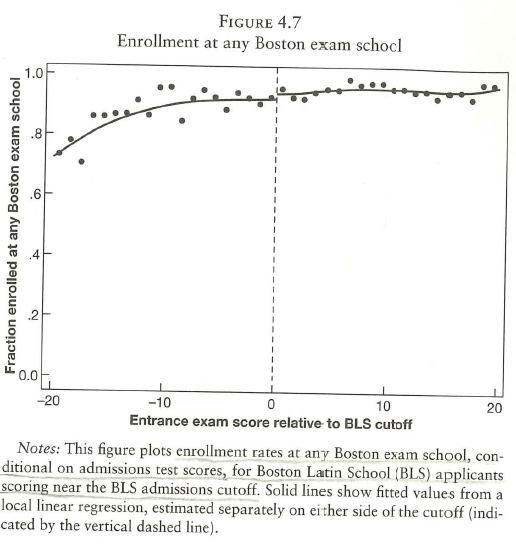 FIGURE 4.7
Enrollment at any Boston exam school
Fraction enrolled at any Boston exam school
1.0
.8
.6
.4
.2
0.0
−20
−10
0
10
20
Entrance exam score relative to BLS cutoff
Notes: This figure plots enrollment rates at any Boston exam school, con-
ditional on admissions test scores, for Boston Latin School (BLS) applicants
scoring near the BLS admissions cutoff. Solid lines show fitted values from a
local linear regression, estimated separately on either side of the cutoff (indi-
cated by the vertical dashed line).